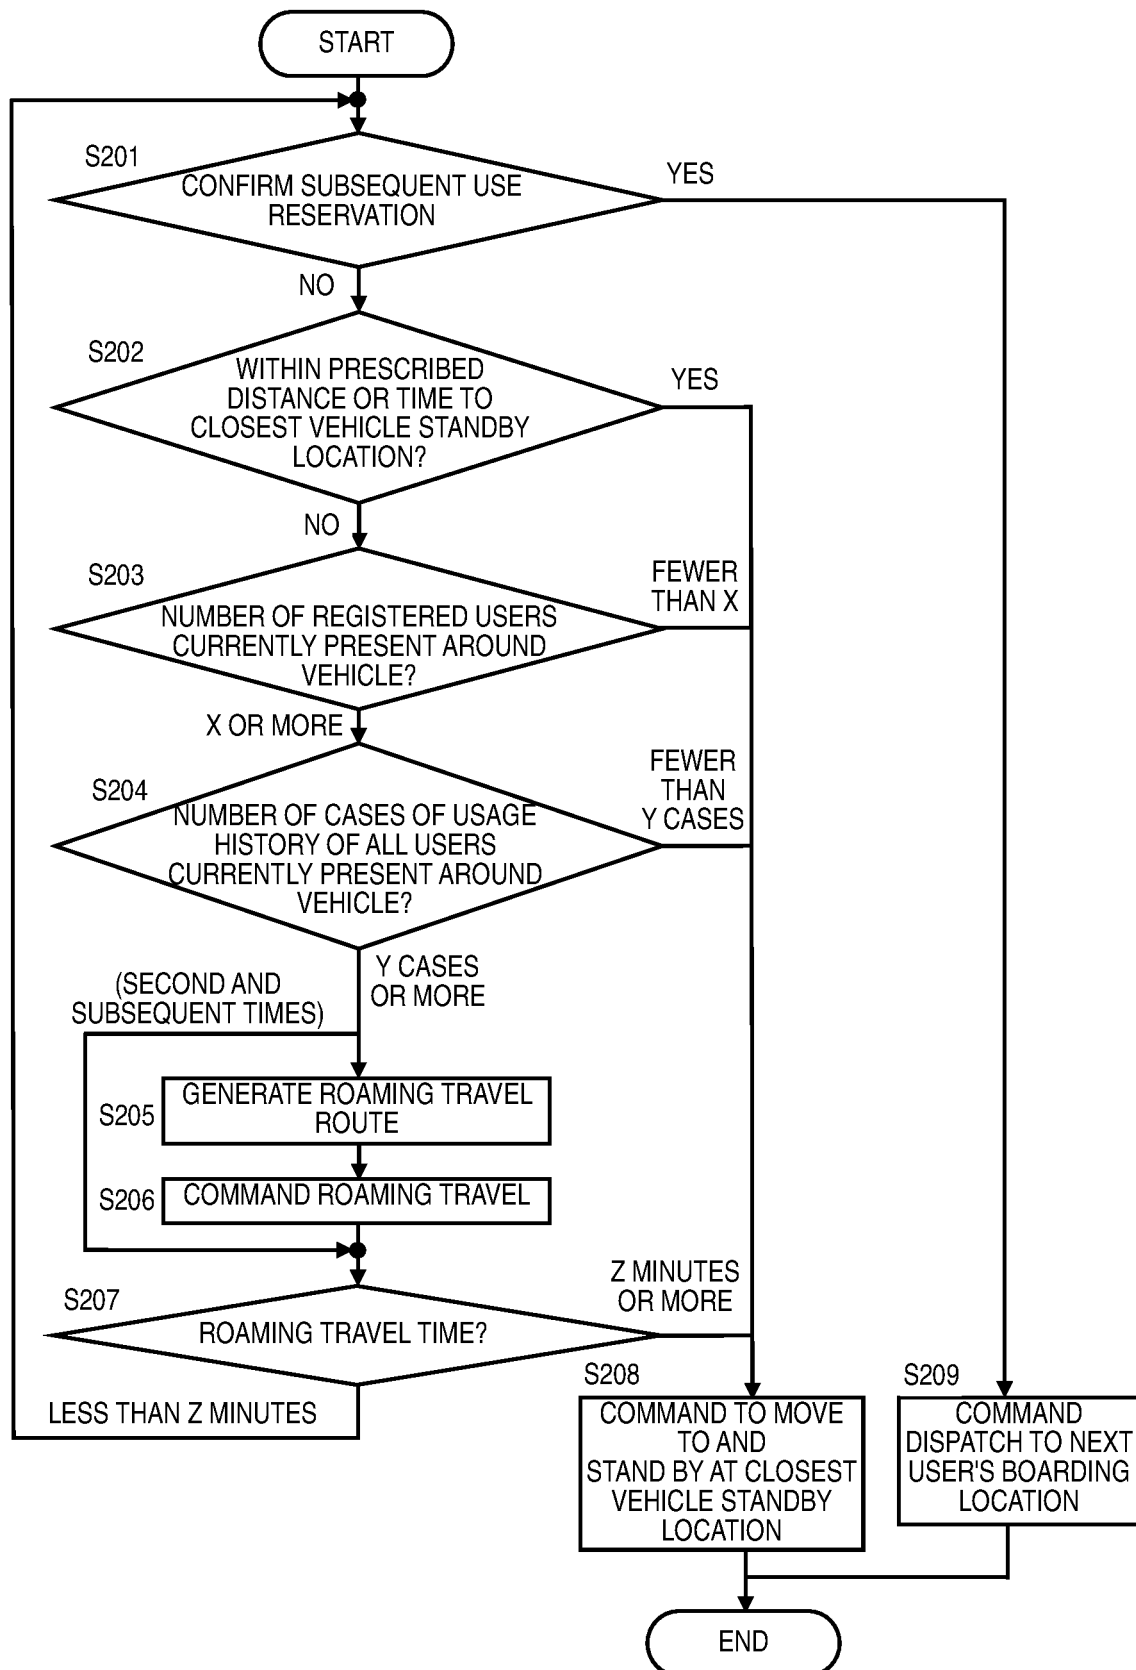 START
S201
CONFIRM SUBSEQUENT USE
RESERVATION
YES
NO
S202
WITHIN PRESCRIBED
DISTANCE OR TIME TO
CLOSEST VEHICLE STANDBY
LOCATION?
YES
NO
S203
NUMBER OF REGISTERED USERS
CURRENTLY PRESENT AROUND
VEHICLE?
FEWER
THAN X
X OR MORE
S204
NUMBER OF CASES OF USAGE
HISTORY OF ALL USERS
CURRENTLY PRESENT AROUND
VEHICLE?
FEWER
THAN
Y CASES
Y CASES
OR MORE
(SECOND AND
SUBSEQUENT TIMES)
S205
GENERATE ROAMING TRAVEL
ROUTE
S206
COMMAND ROAMING TRAVEL
S207
ROAMING TRAVEL TIME?
Z MINUTES
OR MORE
LESS THAN Z MINUTES
S208
COMMAND TO MOVE
TO AND
STAND BY AT CLOSEST
VEHICLE STANDBY
LOCATION
S209
COMMAND
DISPATCH TO NEXT
USER'S BOARDING
LOCATION
END